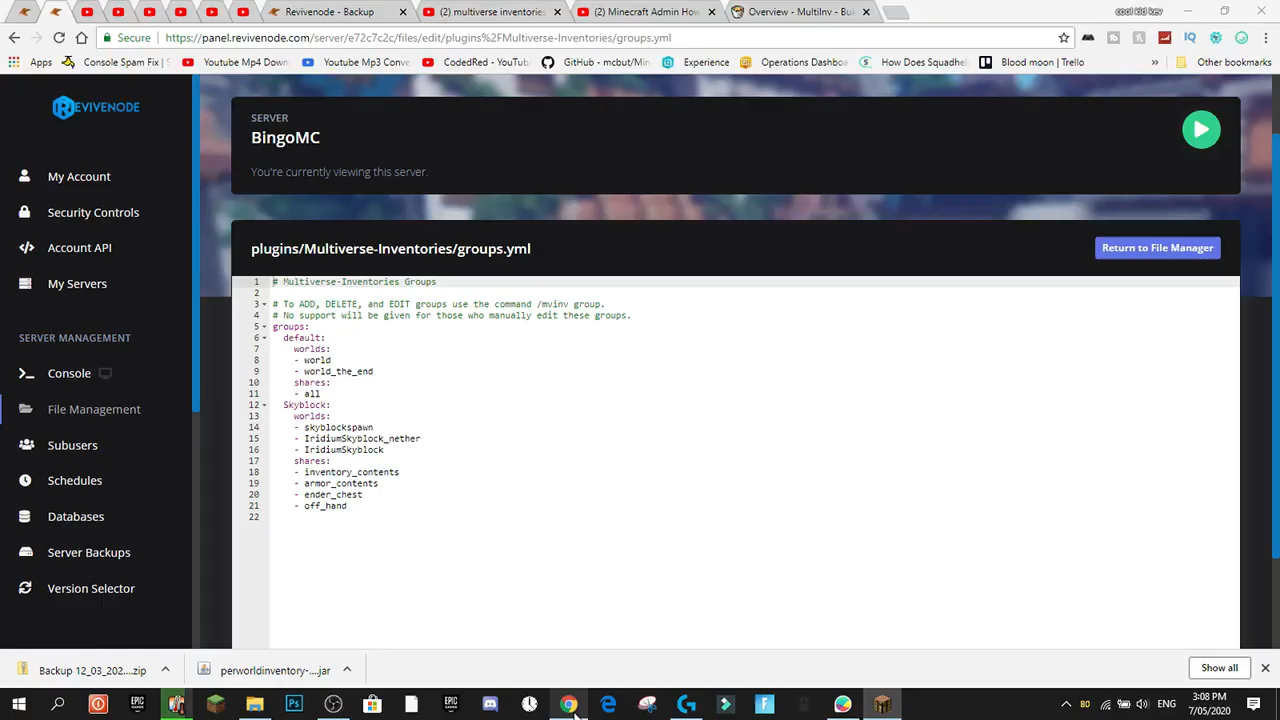 Revivenode - Backup
(2) multiverse inventories
(2) Minecraft Admin How
Overview - MultiInv - Buk
cool kid kev
Secure
https://panel.revivenode.com/server/e72c7c2c/files/edit/plugins%2FMultiverse-Inventories/groups.yml
Apps
Console Spam Fix | S
Youtube Mp4 Down
Youtube Mp3 Conve
CodedRed - YouTub
GitHub - mcbut/Min
Experience
Operations Dashboa
How Does Squadhel
Blood moon | Trello
Other bookmarks
REVIVENODE
My Account
Security Controls
Account API
My Servers
SERVER MANAGEMENT
Console
File Management
Subusers
Schedules
Databases
Server Backups
Version Selector
SERVER
BingoMC
You're currently viewing this server.
plugins/Multiverse-Inventories/groups.yml
Return to File Manager
1 # Multiverse-Inventories Groups
2
3 # To ADD, DELETE, and EDIT groups use the command /mvinv group.
4 # No support will be given for those who manually edit these groups.
5 groups:
6 default:
7 worlds:
8 - world
9 - world_the_end
10 shares:
11 - all
12 Skyblock:
13 worlds:
14 - skyblockspawn
15 - IridiumSkyblock_nether
16 - IridiumSkyblock
17 shares:
18 - inventory_contents
19 - armor_contents
20 - ender_chest
21 - off_hand
22
Backup 12_03_202....zip
perworldinventory-....jar
Show all
EPIC
Ps
EPIC
80
ENG
3:08 PM
7/05/2020